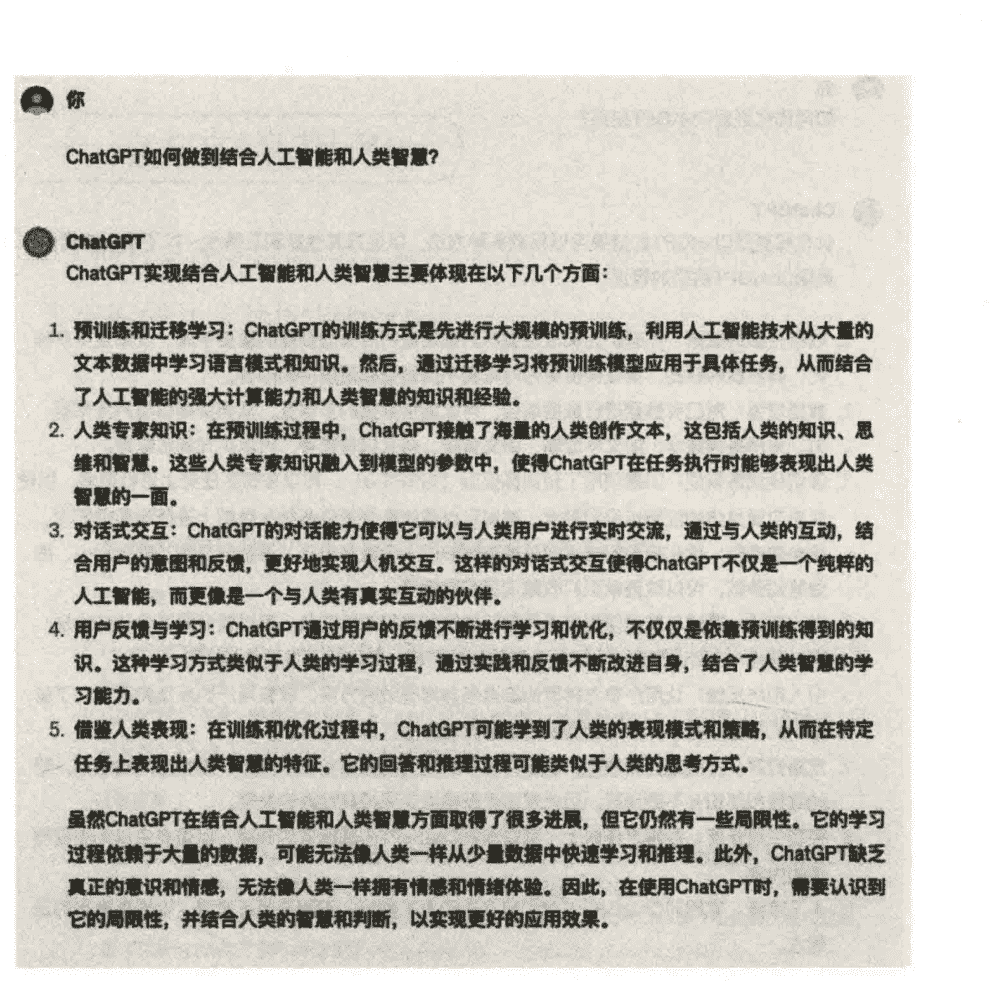 你
ChatGPT如何做到结合人工智能和人类智慧?
ChatGPT
ChatGPT实现结合人工智能和人类智慧主要体现在以下几个方面:
1. 预训练和迁移学习: ChatGPT的训练方式是先进行大规模的预训练, 利用人工智能技术从大量的
文本数据中学习语言模式和知识。然后, 通过迁移学习将预训练模型应用于具体任务, 从而结合
了人工智能的强大计算能力和人类智慧的知识和经验。
2. 人类专家知识: 在预训练过程中, ChatGPT接触了海量的人类创作文本, 这包括人类的知识、思
维和智慧。这些人类专家知识融入到模型的参数中, 使得ChatGPT在任务执行时能够表现出人类
智慧的一面。
3. 对话式交互: ChatGPT的对话能力使得它可以与人类用户进行实时交流, 通过与人类的互动, 结
合用户的意图和反馈, 更好地实现人机交互。这样的对话式交互使得ChatGPT不仅是一个纯粹的
人工智能, 而更像是一个与人类有真实互动的伙伴。
4. 用户反馈与学习: ChatGPT通过用户的反馈不断进行学习和优化, 不仅仅是依靠预训练得到的知
识。这种学习方式类似于人类的学习过程, 通过实践和反馈不断改进自身, 结合了人类智慧的学
习能力。
5. 借鉴人类表现: 在训练和优化过程中, ChatGPT可能学到了人类的表现模式和策略, 从而在特定
任务上表现出人类智慧的特征。它的回答和推理过程可能类似于人类的思考方式。
虽然ChatGPT在结合人工智能和人类智慧方面取得了很多进展, 但它仍然有一些局限性。它的学习
过程依赖于大量的数据, 可能无法像人类一样从少量数据中快速学习和推理。此外, ChatGPT缺乏
真正的意识和情感, 无法像人类一样拥有情感和情绪体验。因此, 在使用ChatGPT时, 需要认识到
它的局限性, 并结合人类的智慧和判断, 以实现更好的应用效果。